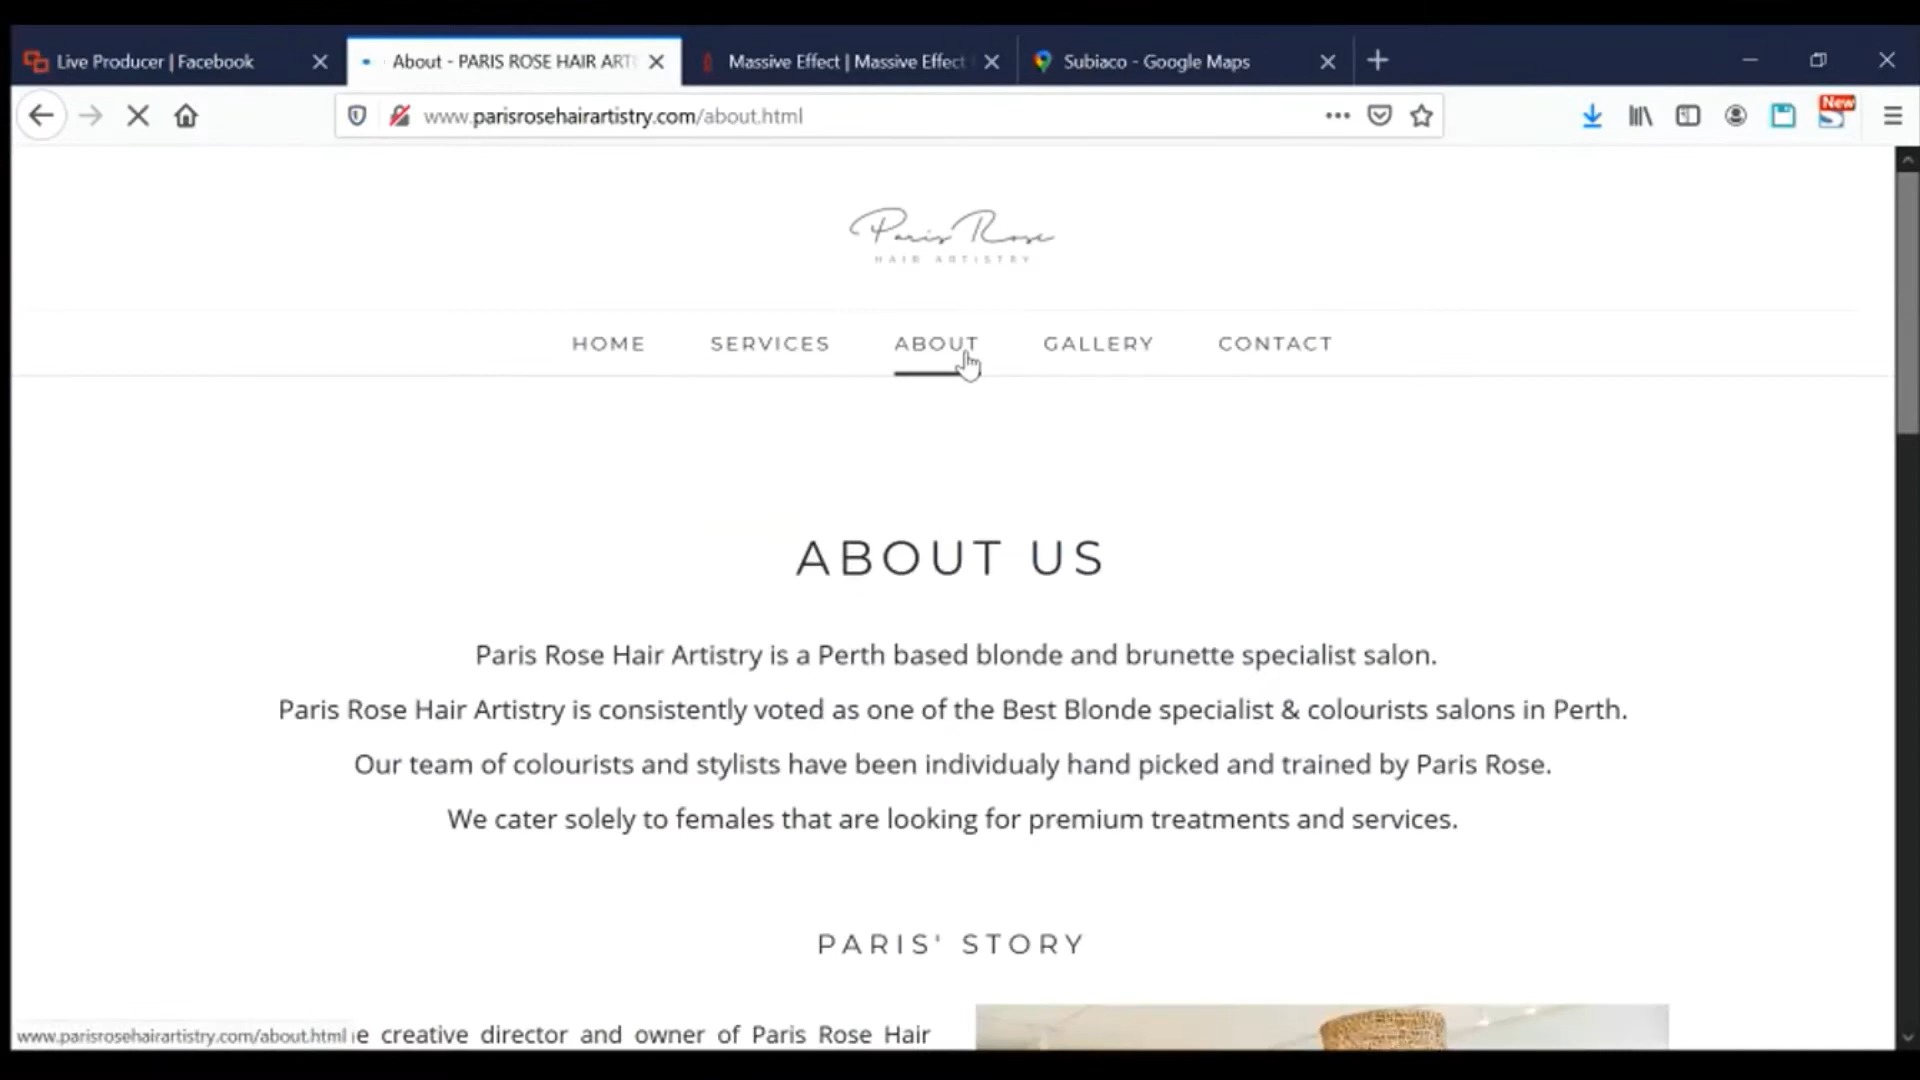 Live Producer | Facebook
About - PARIS ROSE HAIR ART
Massive Effect | Massive Effect
Subiaco - Google Maps
www.parisrosehairartistry.com/about.html
New
Paris Rose
HAIR ARTISTRY
HOME SERVICES ABOUT GALLERY CONTACT
ABOUT US
Paris Rose Hair Artistry is a Perth based blonde and brunette specialist salon.
Paris Rose Hair Artistry is consistently voted as one of the Best Blonde specialist & colourists salons in Perth.
Our team of colourists and stylists have been individualy hand picked and trained by Paris Rose.
We cater solely to females that are looking for premium treatments and services.
PARIS' STORY
creative director and owner of Paris Rose Hair
www.parisrosehairartistry.com/about.html